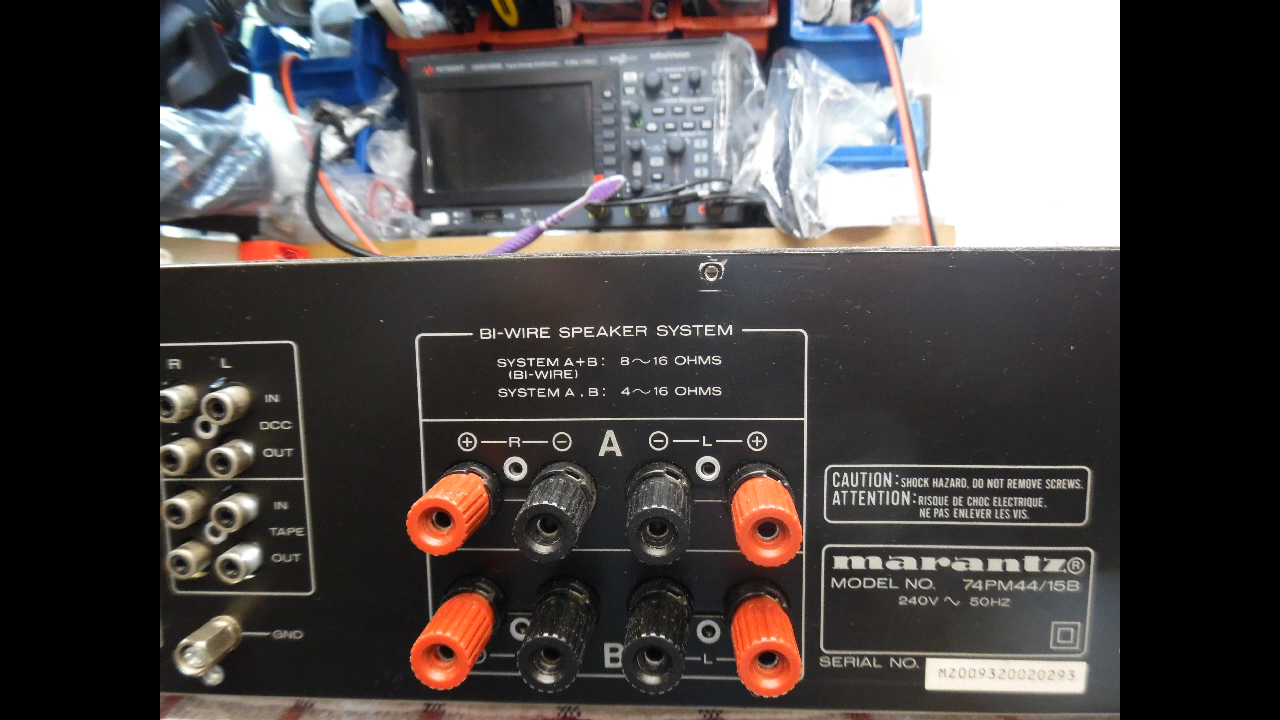 BI-WIRE SPEAKER SYSTEM
SYSTEM A+B: 8～16 OHMS
(BI-WIRE)
SYSTEM A , B: 4～16 OHMS
R L
IN
DCC
OUT
IN
TAPE
OUT
GND
⊕—R—⊖ A ⊖—L—⊕
B L
CAUTION: SHOCK HAZARD, DO NOT REMOVE SCREWS.
ATTENTION: RISQUE DE CHOC ELECTRIQUE,
NE PAS ENLEVER LES VIS.
marantz®
MODEL NO. 74PM44/15B
240V ～ 50HZ
SERIAL NO. MZ009320020293